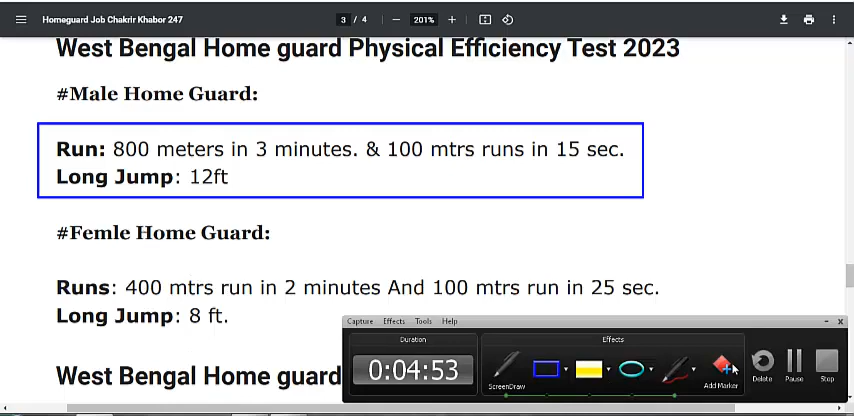 Homeguard Job Chakrir Khabor 247
3 / 4
201%
West Bengal Home guard Physical Efficiency Test 2023
#Male Home Guard:
Run: 800 meters in 3 minutes. & 100 mtrs runs in 15 sec.
Long Jump: 12ft
#Femle Home Guard:
Runs: 400 mtrs run in 2 minutes And 100 mtrs run in 25 sec.
Long Jump: 8 ft.
West Bengal Home guard
Capture Effects Tools Help
Duration
0:04:53
Effects
ScreenDraw
Add Marker
Delete
Pause
Stop